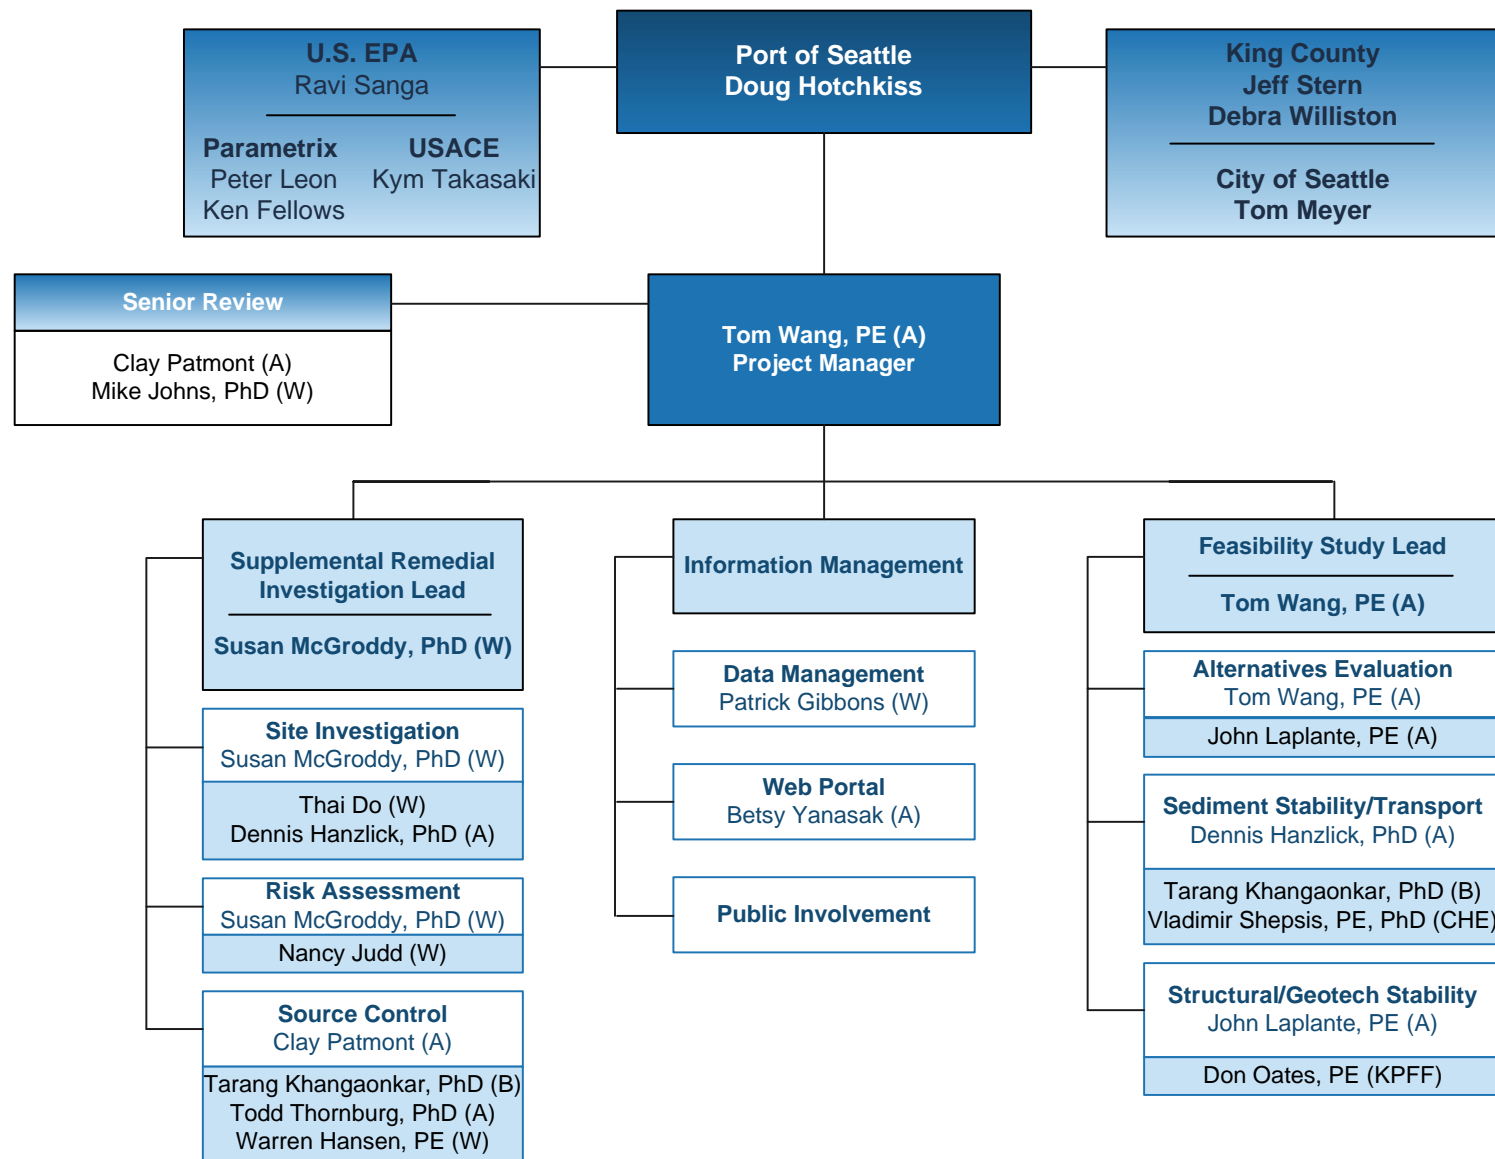 U.S. EPA
Ravi Sanga
Parametrix
Peter Leon
Ken Fellows
USACE
Kym Takasaki
Port of Seattle
Doug Hotchkiss
King County
Jeff Stern
Debra Williston
City of Seattle
Tom Meyer
Senior Review
Clay Patmont (A)
Mike Johns, PhD (W)
Tom Wang, PE (A)
Project Manager
Supplemental Remedial
Investigation Lead
Susan McGroddy, PhD (W)
Site Investigation
Susan McGroddy, PhD (W)
Thai Do (W)
Dennis Hanzlick, PhD (A)
Risk Assessment
Susan McGroddy, PhD (W)
Nancy Judd (W)
Source Control
Clay Patmont (A)
Tarang Khangaonkar, PhD (B)
Todd Thornburg, PhD (A)
Warren Hansen, PE (W)
Information Management
Data Management
Patrick Gibbons (W)
Web Portal
Betsy Yanasak (A)
Public Involvement
Feasibility Study Lead
Tom Wang, PE (A)
Alternatives Evaluation
Tom Wang, PE (A)
John Laplante, PE (A)
Sediment Stability/Transport
Dennis Hanzlick, PhD (A)
Tarang Khangaonkar, PhD (B)
Vladimir Shepsis, PE, PhD (CHE)
Structural/Geotech Stability
John Laplante, PE (A)
Don Oates, PE (KPFF)